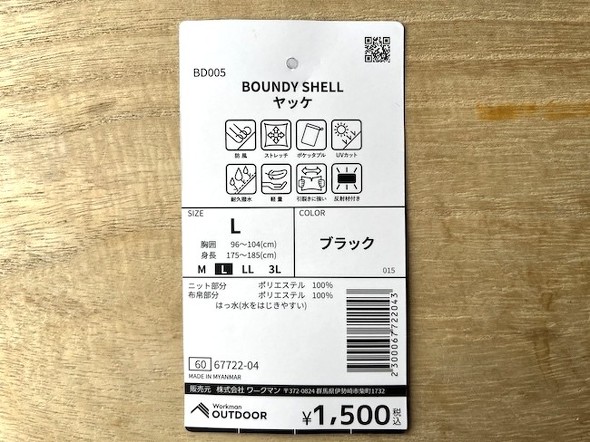 BD005
BOUNDY SHELL
ヤッケ
防風 ストレッチ ポケッタブル UVカット
耐久撥水 軽量 引裂きに強い 反射材付き
SIZE
L
胸囲 96〜104(cm)
身長 175〜185(cm)
M L LL 3L
COLOR
ブラック
015
ニット部分 ポリエステル 100%
布帛部分 ポリエステル 100%
はっ水(水をはじきやすい)
2300067722043
60 67722-04
MADE IN MYANMAR
販売元 株式会社 ワークマン 〒372-0824 群馬県伊勢崎市柴町1732
Workman
OUTDOOR
¥1,500税込